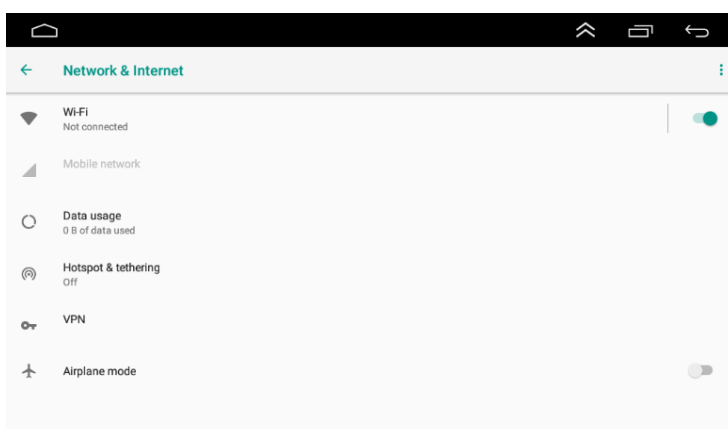 Network & Internet
Wi-Fi
Not connected
Mobile network
Data usage
0 B of data used
Hotspot & tethering
Off
VPN
Airplane mode